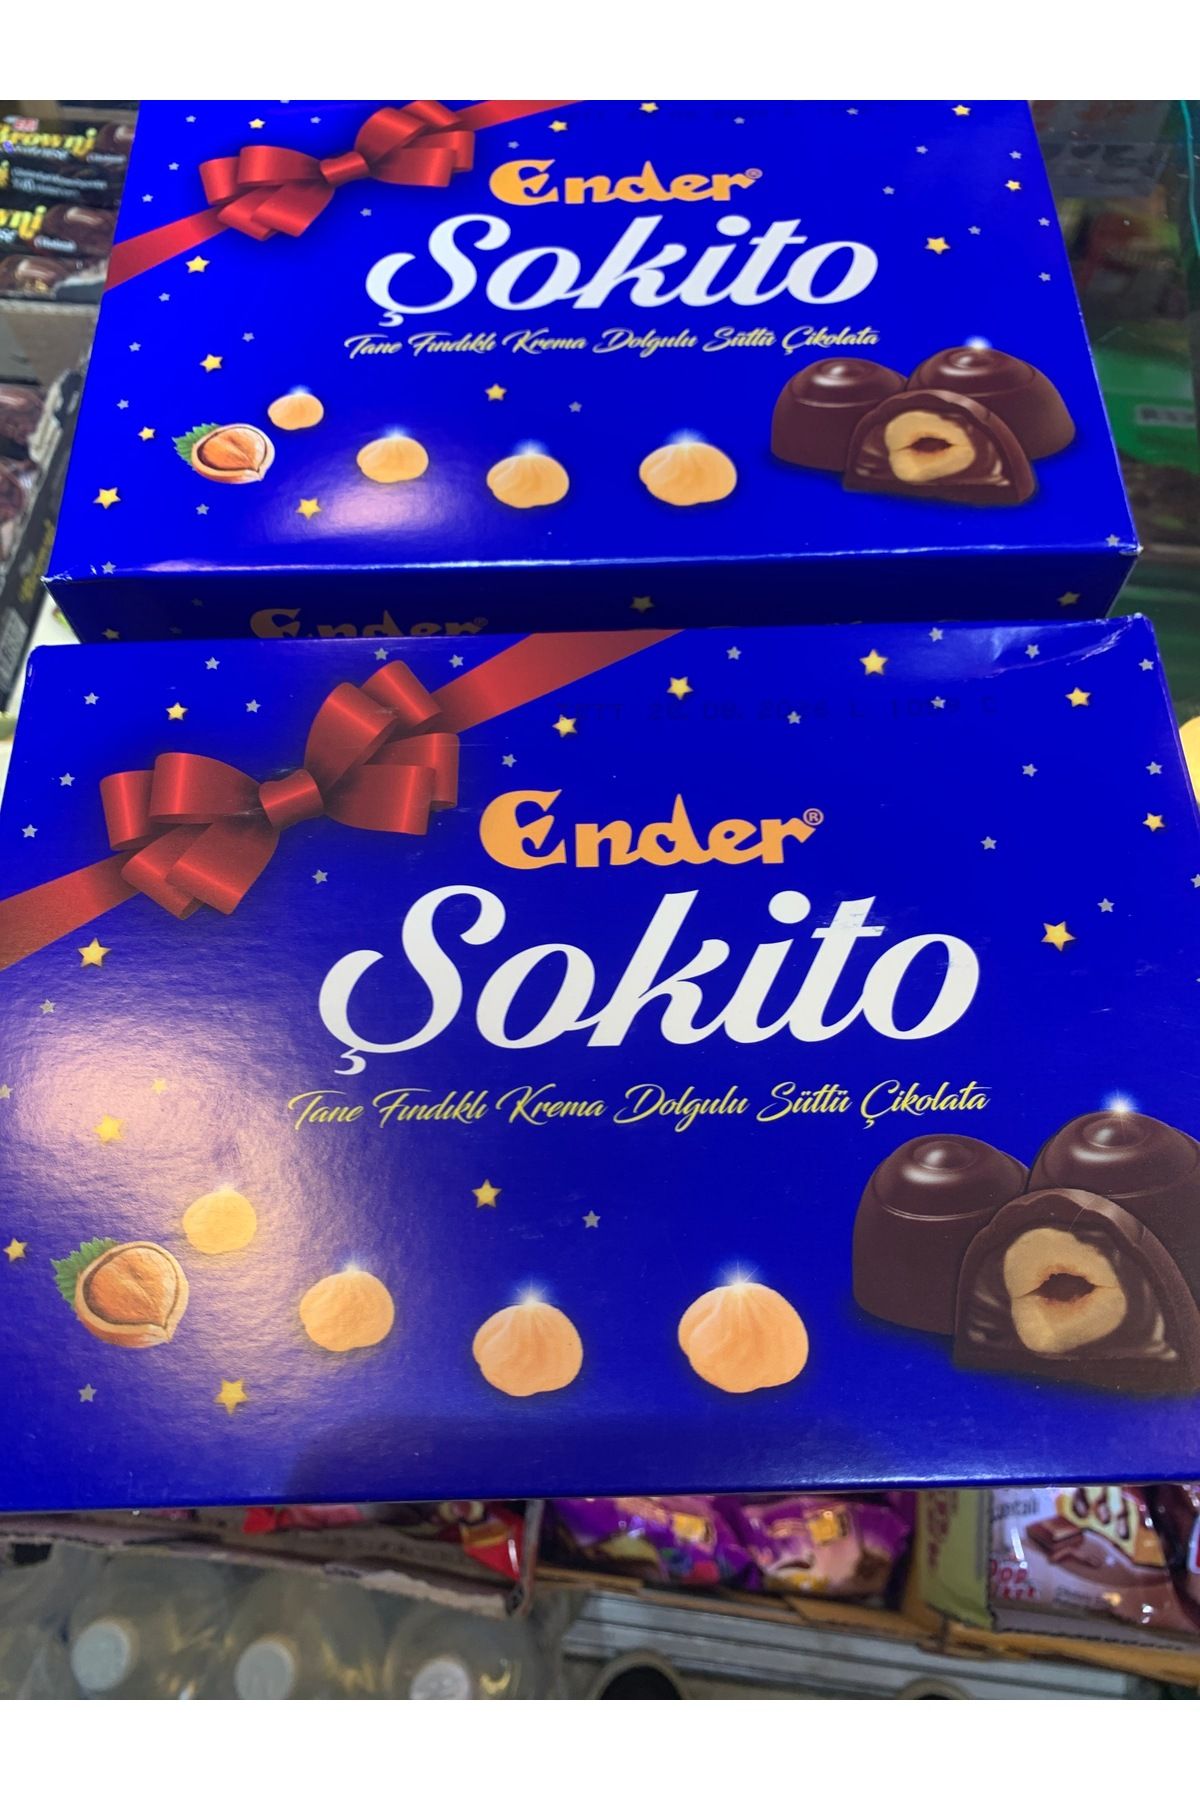 Ender®
Şokito
Tane Fındıklı Krema Dolgulu Sütlü Çikolata
Ender®
Ender®
Şokito
Tane Fındıklı Krema Dolgulu Sütlü Çikolata